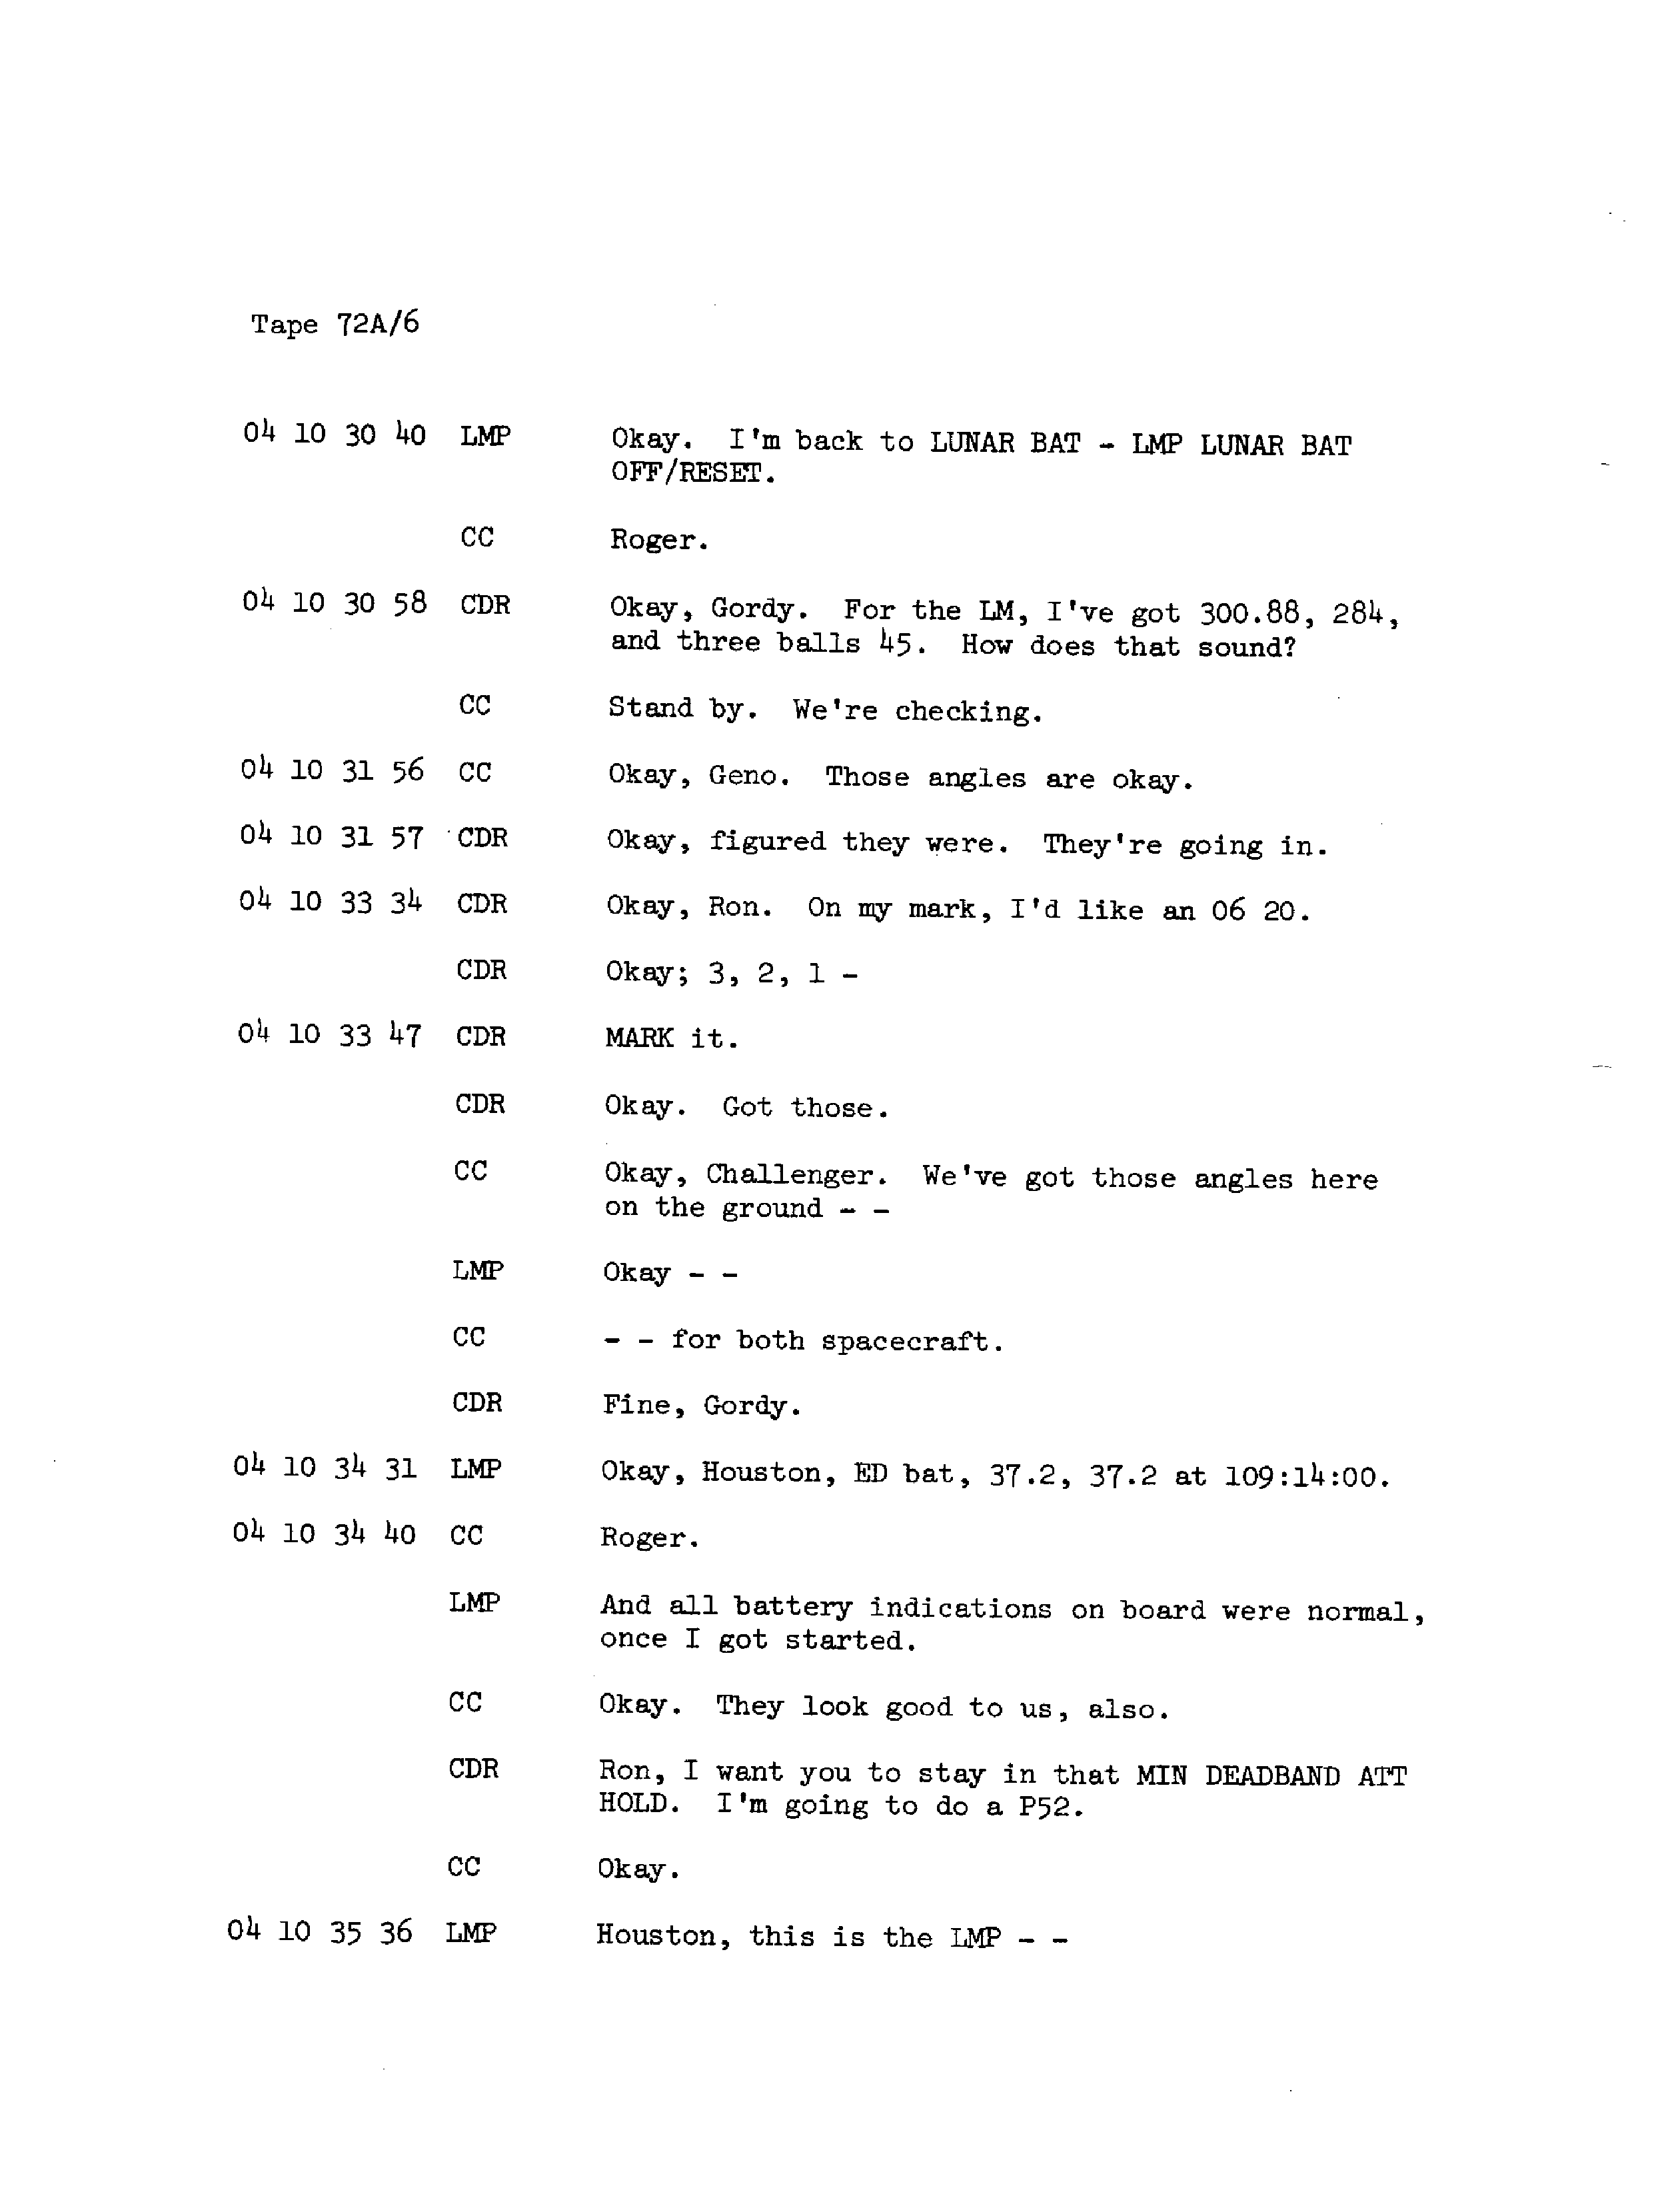 Tape 72A/6
04 10 30 40 LMP Okay. I'm back to LUNAR BAT - LMP LUNAR BAT
OFF/RESET.
CC Roger.
04 10 30 58 CDR Okay, Gordy. For the LM, I've got 300.88, 284,
and three balls 45. How does that sound?
CC Stand by. We're checking.
04 10 31 56 CC Okay, Geno. Those angles are okay.
04 10 31 57 CDR Okay, figured they were. They're going in.
04 10 33 34 CDR Okay, Ron. On my mark, I'd like an 06 20.
CDR Okay; 3, 2, 1 -
04 10 33 47 CDR MARK it.
CDR Okay. Got those.
CC Okay, Challenger. We've got those angles here
on the ground - -
LMP Okay - -
CC - - for both spacecraft.
CDR Fine, Gordy.
04 10 34 31 LMP Okay, Houston, ED bat, 37.2, 37.2 at 109:14:00.
04 10 34 40 CC Roger.
LMP And all battery indications on board were normal,
once I got started.
CC Okay. They look good to us, also.
CDR Ron, I want you to stay in that MIN DEADBAND ATT
HOLD. I'm going to do a P52.
CC Okay.
04 10 35 36 LMP Houston, this is the LMP - -